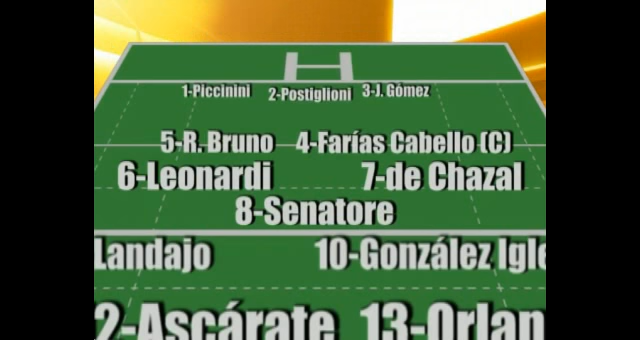 1-Piccinini 2-Postiglioni 3-J. Gómez
5-R. Bruno 4-Farías Cabello (C)
6-Leonardi 7-de Chazal
8-Senatore
Landajo 10-González Igle
2-Ascárate 13-Orlan